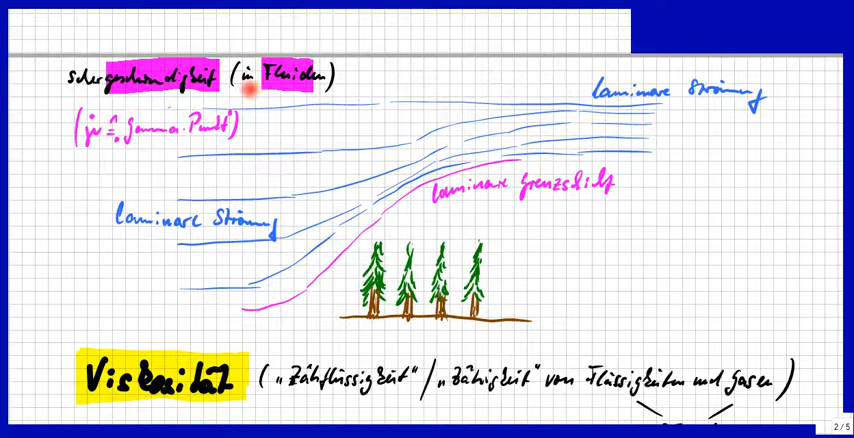 Schergeschwindigkeit (in Fluiden)
laminare Strömung
(γ̇ ≙ "Gamma-Punkt")
laminare Grenzschicht
laminare Strömung
Viskosität ("Zähflüssigkeit" / "Zähigkeit" von Flüssigkeiten und Gasen)
2 / 5